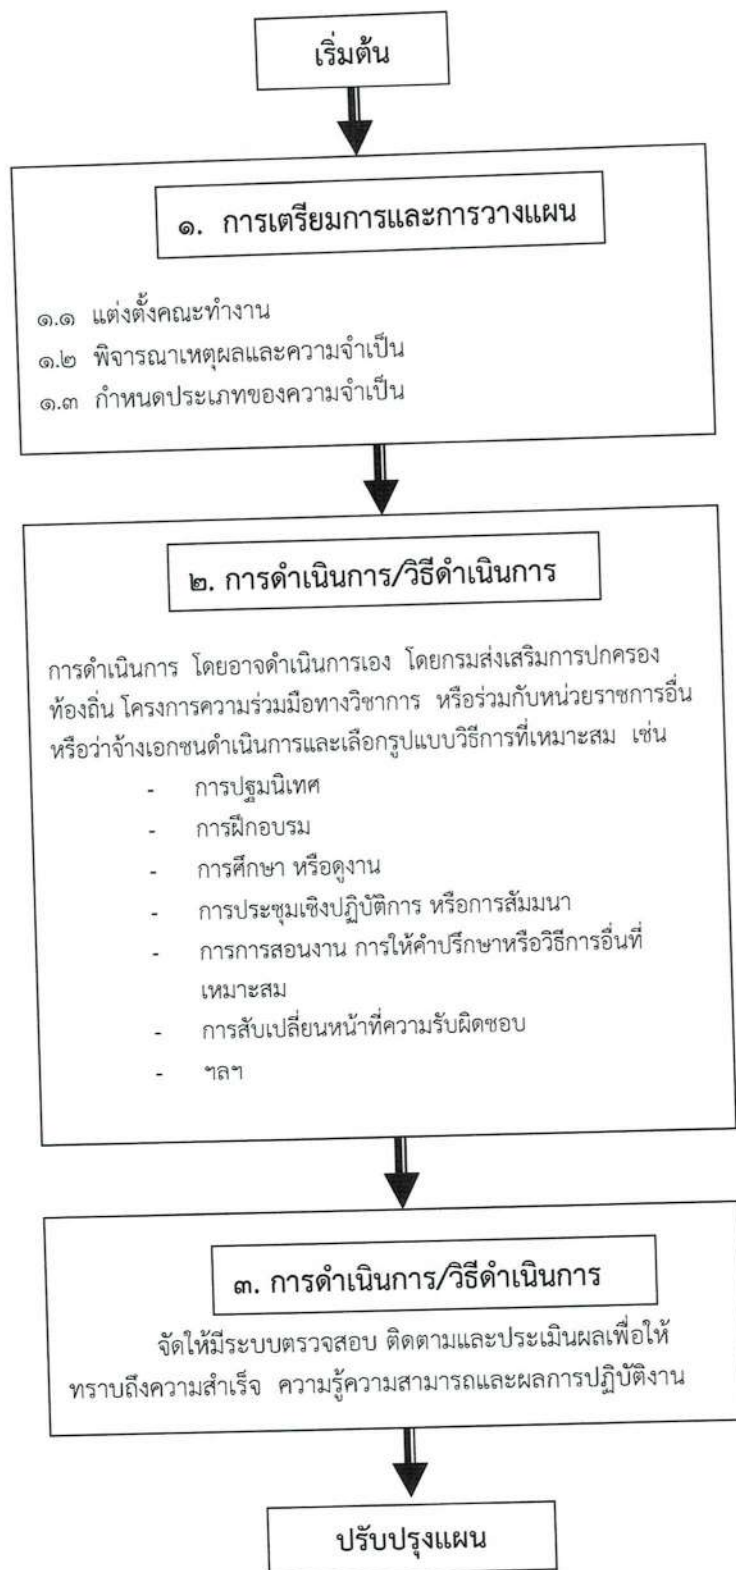 เริ่มต้น
๑. การเตรียมการและการวางแผน
๑.๑ แต่งตั้งคณะทำงาน
๑.๒ พิจารณาเหตุผลและความจำเป็น
๑.๓ กำหนดประเภทของความจำเป็น
๒. การดำเนินการ/วิธีดำเนินการ
การดำเนินการ โดยอาจดำเนินการเอง โดยกรมส่งเสริมการปกครอง
ท้องถิ่น โครงการความร่วมมือทางวิชาการ หรือร่วมกับหน่วยราชการอื่น
หรือว่าจ้างเอกชนดำเนินการและเลือกรูปแบบวิธีการที่เหมาะสม เช่น
- การปฐมนิเทศ
- การฝึกอบรม
- การศึกษา หรือดูงาน
- การประชุมเชิงปฏิบัติการ หรือการสัมมนา
- การการสอนงาน การให้คำปรึกษาหรือวิธีการอื่นที่
เหมาะสม
- การสับเปลี่ยนหน้าที่ความรับผิดชอบ
- ฯลฯ
๓. การดำเนินการ/วิธีดำเนินการ
จัดให้มีระบบตรวจสอบ ติดตามและประเมินผลเพื่อให้
ทราบถึงความสำเร็จ ความรู้ความสามารถและผลการปฏิบัติงาน
ปรับปรุงแผน